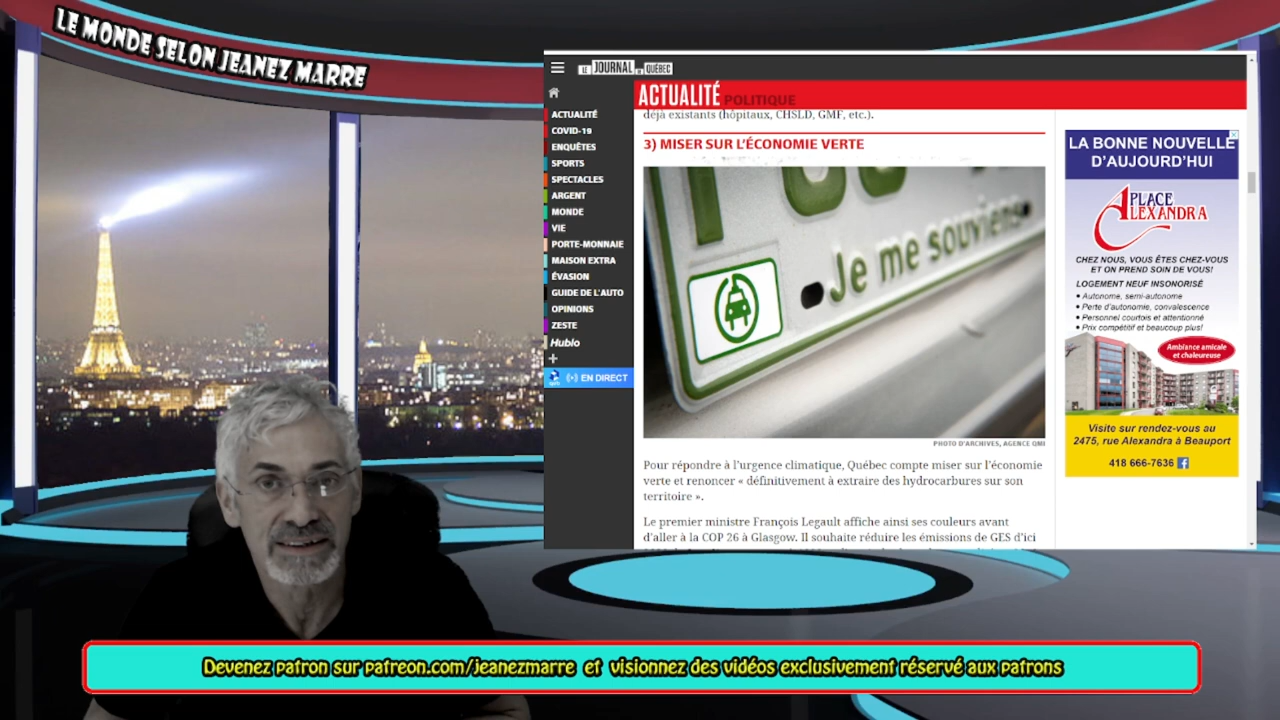 LE MONDE SELON JEANEZ MARRE
LE JOURNAL DE QUÉBEC
ACTUALITÉ POLITIQUE
ACTUALITÉ
COVID-19
ENQUÊTES
SPORTS
SPECTACLES
ARGENT
MONDE
VIE
PORTE-MONNAIE
MAISON EXTRA
ÉVASION
GUIDE DE L'AUTO
OPINIONS
ZESTE
Hublo
+
EN DIRECT
déjà existants (hôpitaux, CHSLD, GMF, etc.).
3) MISER SUR L'ÉCONOMIE VERTE
Je me souviens
PHOTO D'ARCHIVES, AGENCE QMI
Pour répondre à l'urgence climatique, Québec compte miser sur l'économie
verte et renoncer « définitivement à extraire des hydrocarbures sur son
territoire ».
Le premier ministre François Legault affiche ainsi ses couleurs avant
d'aller à la COP 26 à Glasgow. Il souhaite réduire les émissions de GES d'ici
LA BONNE NOUVELLE
D'AUJOURD'HUI
PLACE
ALEXANDRA
CHEZ NOUS, VOUS ÊTES CHEZ-VOUS
ET ON PREND SOIN DE VOUS!
LOGEMENT NEUF INSONORISÉ
• Autonome, semi-autonome
• Perte d'autonomie, convalescence
• Personnel courtois et attentionné
• Prix compétitif et beaucoup plus!
Ambiance amicale
et chaleureuse
Visite sur rendez-vous au
2475, rue Alexandra à Beauport
418 666-7636
Devenez patron sur patreon.com/jeanezmarre et visionnez des vidéos exclusivement réservé aux patrons